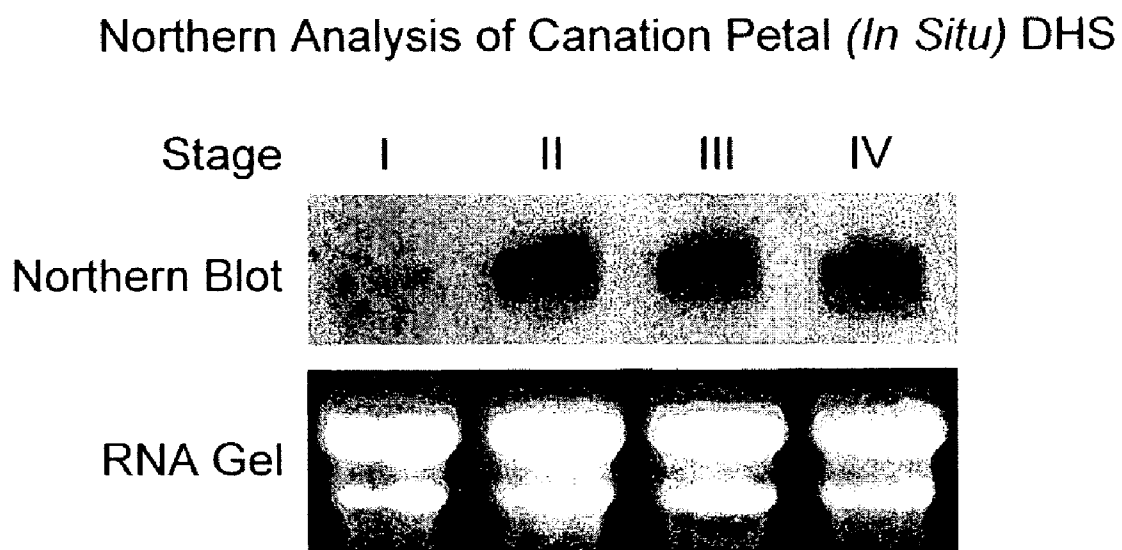 Northern Analysis of Canation Petal (In Situ) DHS
Stage I II III IV
Northern Blot
RNA Gel